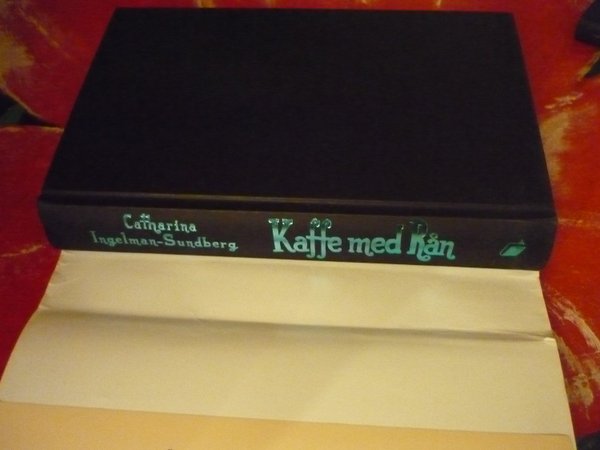 Catharina
Ingelman-Sundberg
Kaffe med Rån